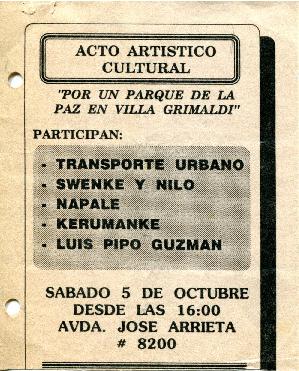 ACTO ARTISTICO
CULTURAL
"POR UN PARQUE DE LA
PAZ EN VILLA GRIMALDI"
PARTICIPAN:
- TRANSPORTE URBANO
- SWENKE Y NILO
- NAPALE
- KERUMANKE
- LUIS PIPO GUZMAN
SABADO 5 DE OCTUBRE
DESDE LAS 16:00
AVDA. JOSE ARRIETA
# 8200